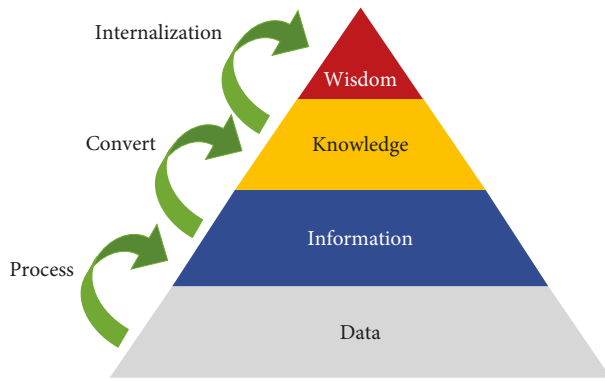 Internalization
Wisdom
Convert
Knowledge
Information
Process
Data